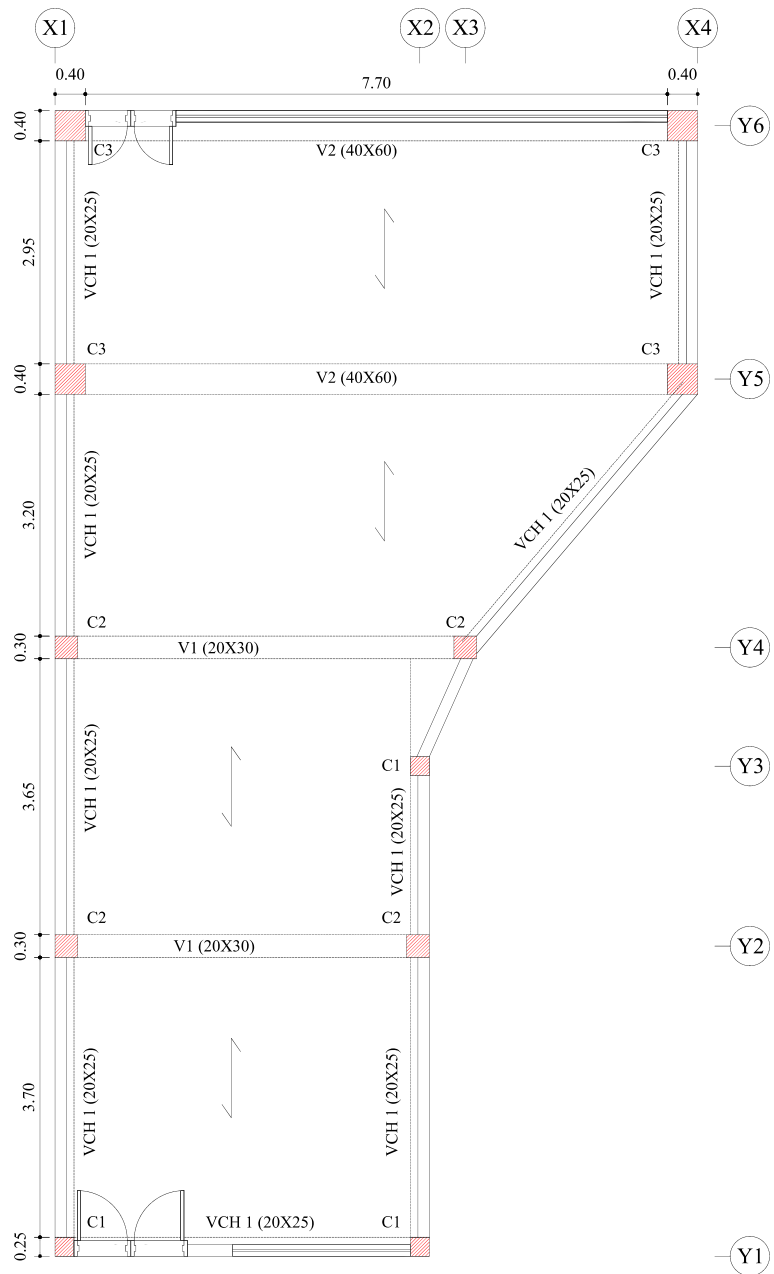 X1 X2 X3 X4
0.40 7.70 0.40
0.40
Y6
C3 V2 (40X60) C3
VCH 1 (20X25)
VCH 1 (20X25)
2.95
C3 C3
0.40
V2 (40X60)
Y5
VCH 1 (20X25)
VCH 1 (20X25)
3.20
C2 C2
0.30
V1 (20X30)
Y4
VCH 1 (20X25)
C1
Y3
3.65
VCH 1 (20X25)
C2 C2
0.30
V1 (20X30)
Y2
VCH 1 (20X25)
VCH 1 (20X25)
3.70
C1 VCH 1 (20X25) C1
0.25
Y1